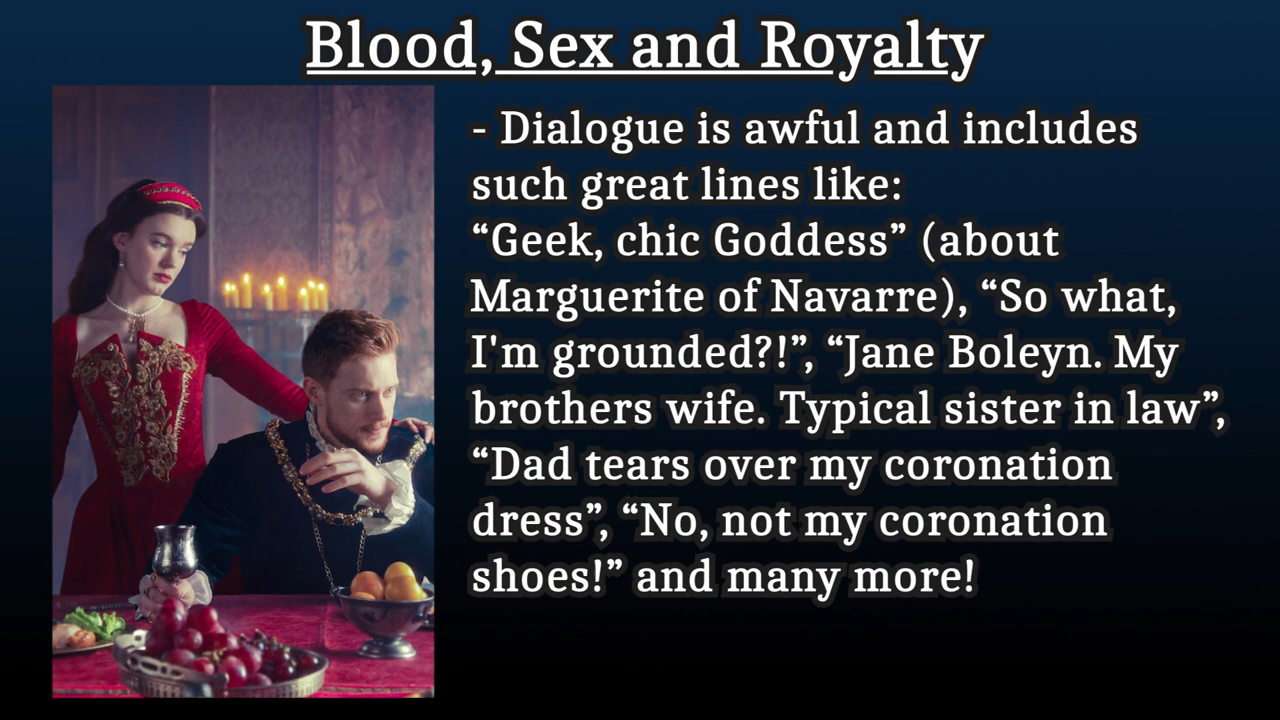 Blood, Sex and Royalty
- Dialogue is awful and includes
such great lines like:
“Geek, chic Goddess” (about
Marguerite of Navarre), “So what,
I'm grounded?!”, “Jane Boleyn. My
brothers wife. Typical sister in law”,
“Dad tears over my coronation
dress”, “No, not my coronation
shoes!” and many more!